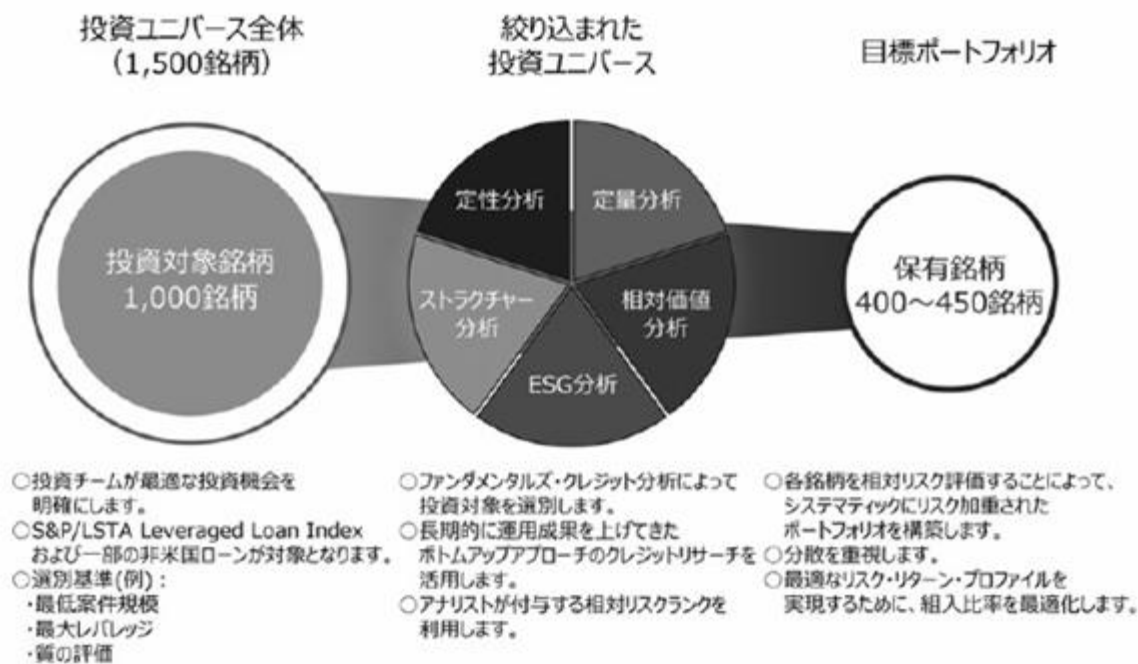 投資ユニバース全体
（1,500銘柄）
絞り込まれた
投資ユニバース
目標ポートフォリオ
投資対象銘柄
1,000銘柄
定性分析
定量分析
ストラクチャー
分析
相対価値
分析
ESG分析
保有銘柄
400～450銘柄
○投資チームが最適な投資機会を
明確にします。
○S&P/LSTA Leveraged Loan Index
および一部の非米国ローンが対象となります。
○選別基準(例)：
・最低案件規模
・最大レバレッジ
・質の評価
○ファンダメンタルズ・クレジット分析によって
投資対象を選別します。
○長期的に運用成果を上げてきた
ボトムアップアプローチのクレジットリサーチを
活用します。
○アナリストが付与する相対リスクランクを
利用します。
○各銘柄を相対リスク評価することによって、
システマティックにリスク加重された
ポートフォリオを構築します。
○分散を重視します。
○最適なリスク・リターン・プロファイルを
実現するために、組入比率を最適化します。